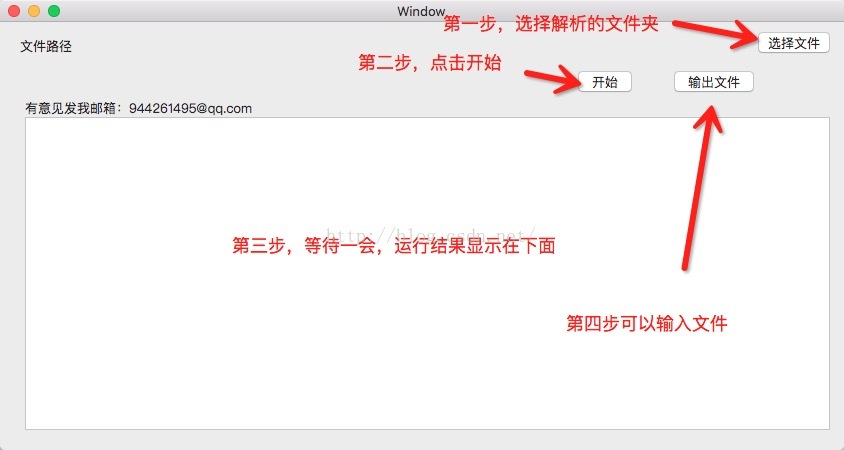 Window
第一步，选择解析的文件夹
选择文件
文件路径
第二步，点击开始
开始
输出文件
有意见发我邮箱：944261495@qq.com
http://blog.csdn.net/
第三步，等待一会，运行结果显示在下面
第四步可以输入文件